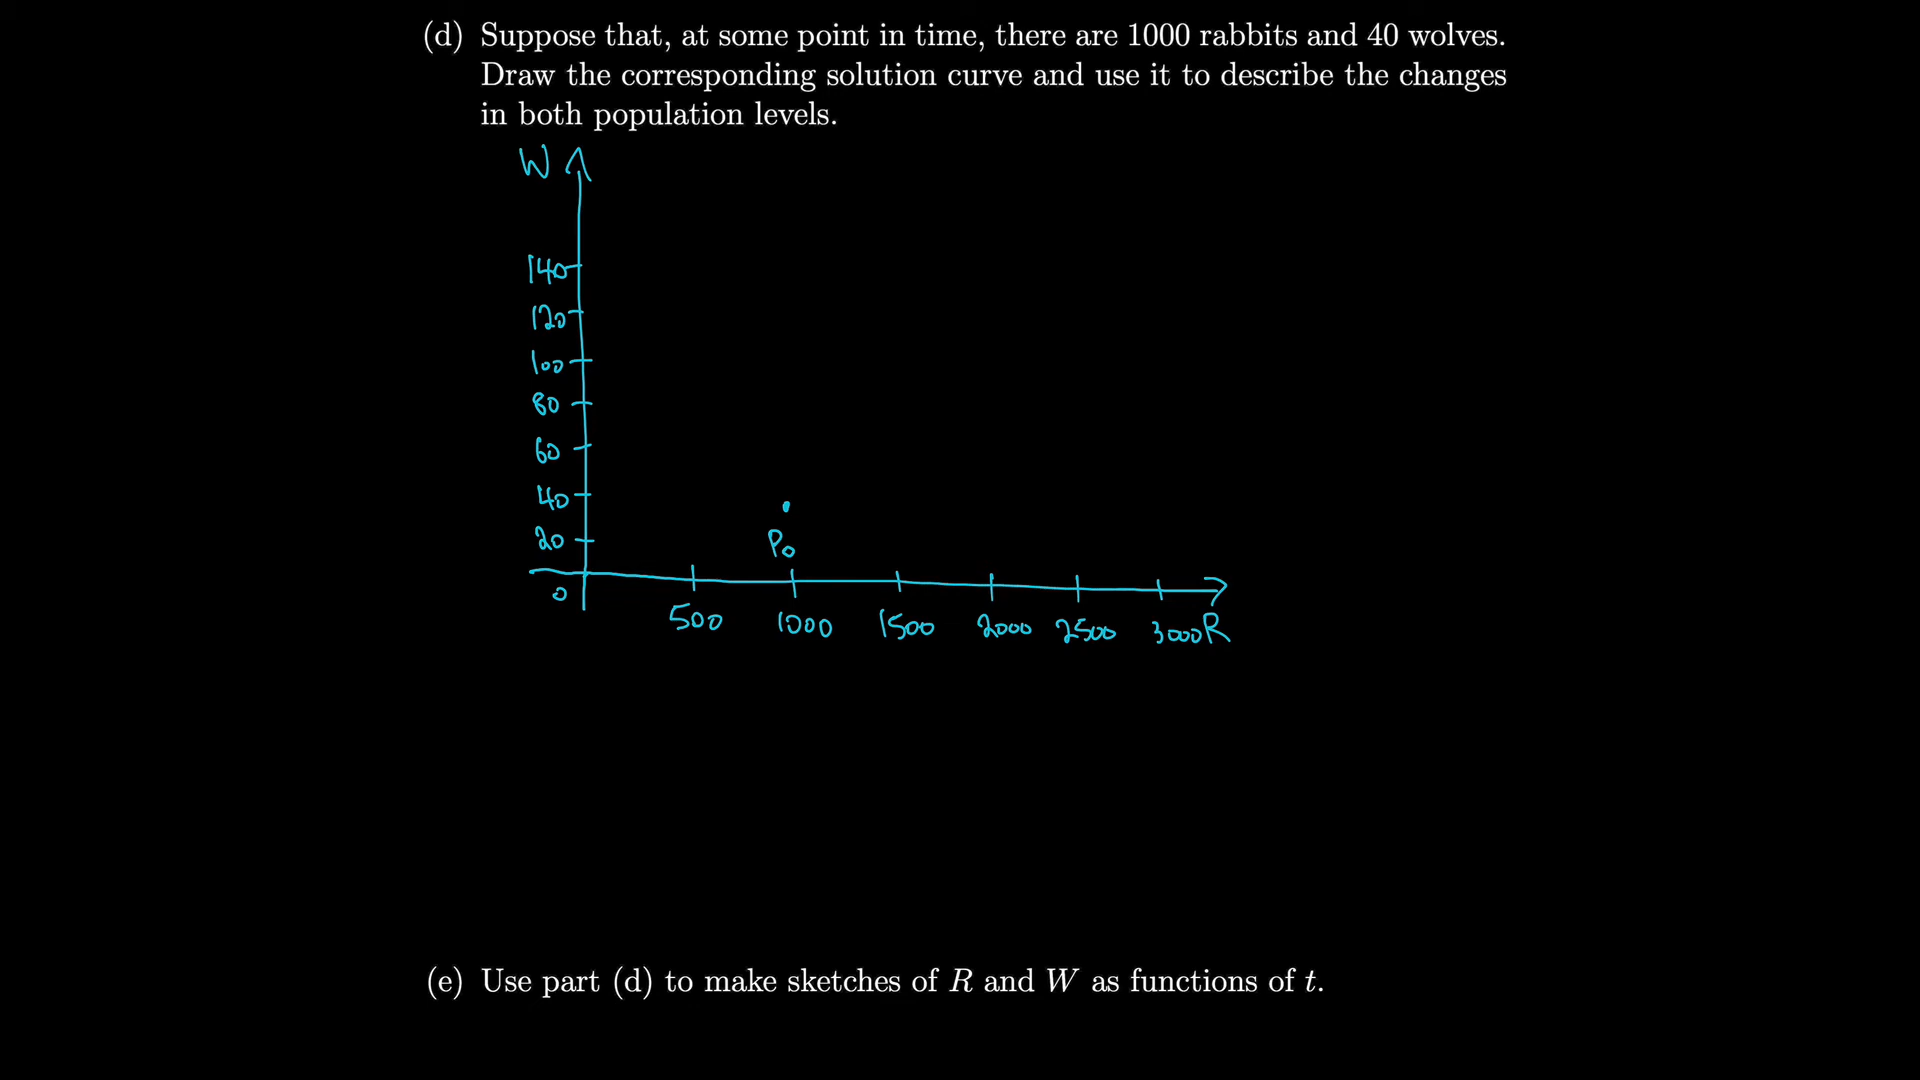 (d) Suppose that, at some point in time, there are 1000 rabbits and 40 wolves.
Draw the corresponding solution curve and use it to describe the changes
in both population levels.
W
140
120
100
80
60
40
20
P₀
0
500 1000 1500 2000 2500 3000 R
(e) Use part (d) to make sketches of R and W as functions of t.